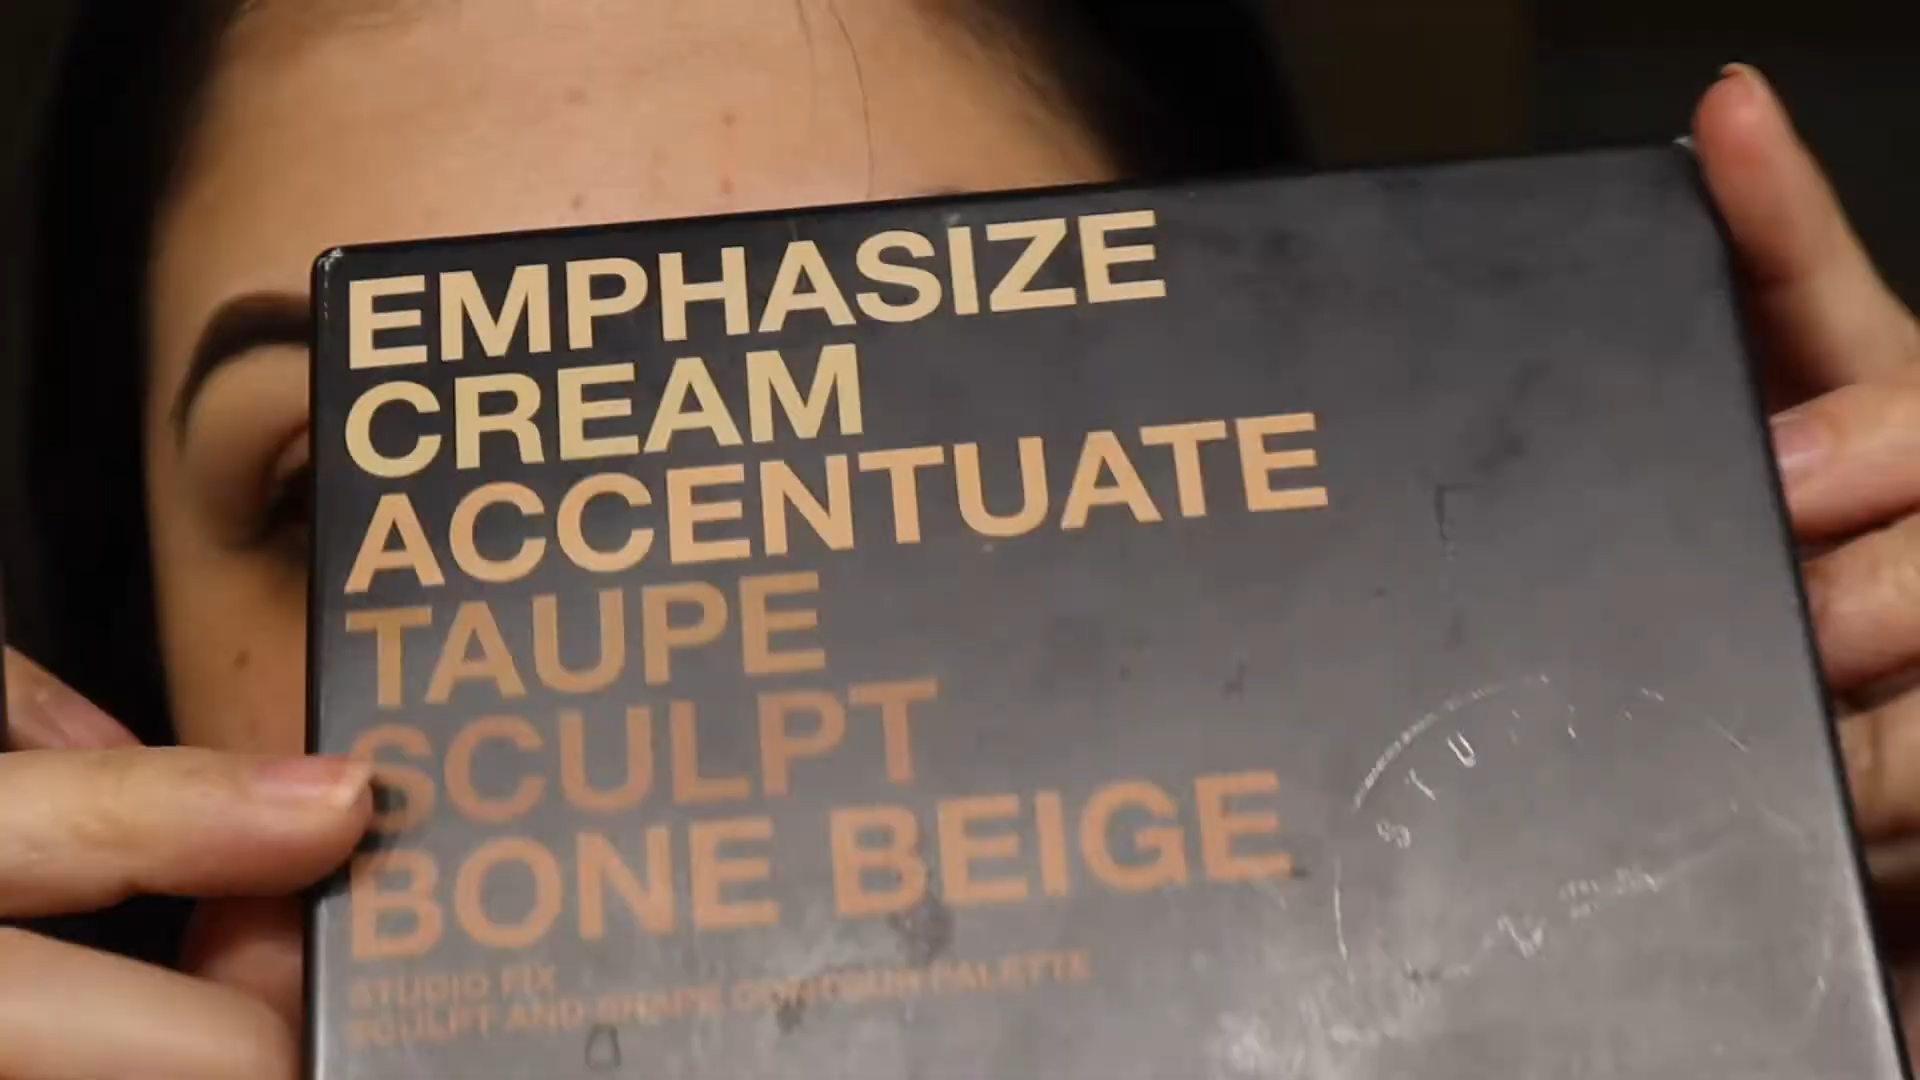 EMPHASIZE
CREAM
ACCENTUATE
TAUPE
SCULPT
BONE BEIGE
STUDIO FIX
SCULPT AND SHAPE CONTOUR PALETTE